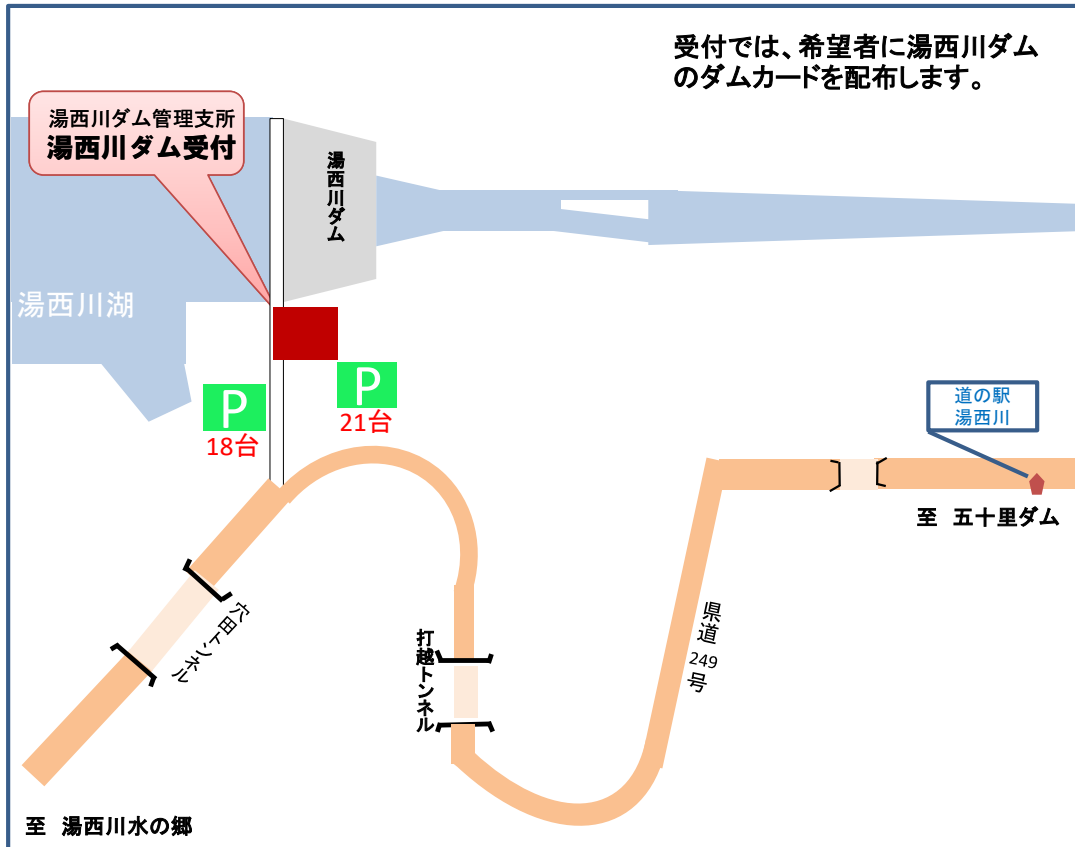 受付では、希望者に湯西川ダム
のダムカードを配布します。
湯西川ダム管理支所
湯西川ダム受付
湯西川ダム
湯西川湖
P
18台
P
21台
道の駅
湯西川
至 五十里ダム
穴田トンネル
打越トンネル
県道249号
至 湯西川水の郷